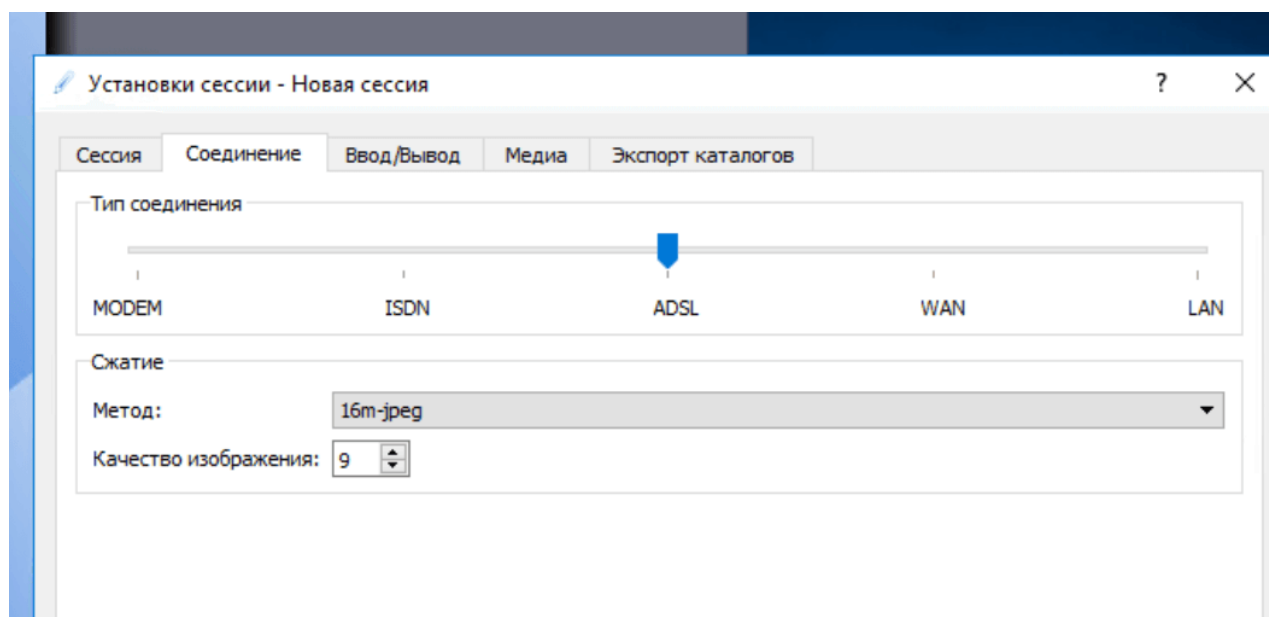 Установки сессии - Новая сессия ? ×
Сессия Соединение Ввод/Вывод Медиа Экспорт каталогов
Тип соединения
MODEM ISDN ADSL WAN LAN
Сжатие
Метод: 16m-jpeg
Качество изображения: 9